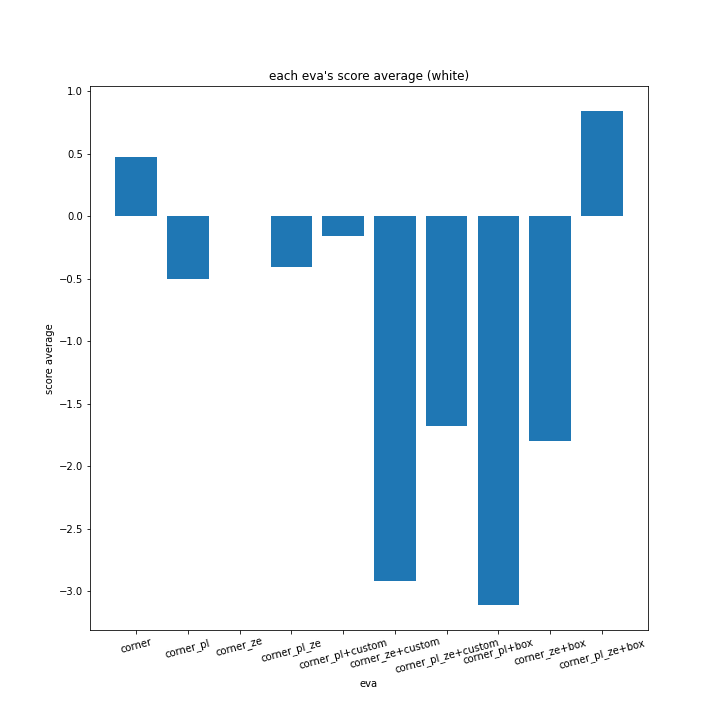 each eva's score average (white)
1.0
0.5
0.0
−0.5
−1.0
−1.5
−2.0
−2.5
−3.0
score average
corner
corner_pl
corner_ze
corner_pl_ze
corner_pl+custom
corner_ze+custom
corner_pl_ze+custom
corner_pl+box
corner_ze+box
corner_pl_ze+box
eva